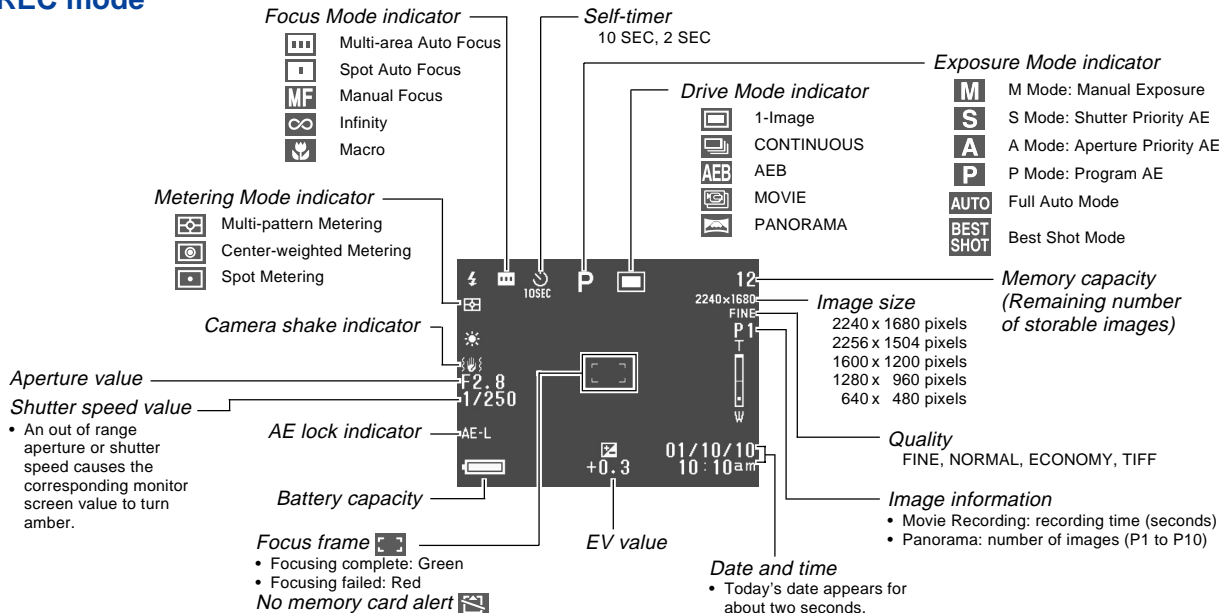 REC mode
Focus Mode indicator
Multi-area Auto Focus
Spot Auto Focus
MF Manual Focus
Infinity
Macro
Self-timer
10 SEC, 2 SEC
Drive Mode indicator
1-Image
CONTINUOUS
AEB AEB
MOVIE
PANORAMA
Exposure Mode indicator
M M Mode: Manual Exposure
S S Mode: Shutter Priority AE
A A Mode: Aperture Priority AE
P P Mode: Program AE
AUTO Full Auto Mode
BEST
SHOT Best Shot Mode
Metering Mode indicator
Multi-pattern Metering
Center-weighted Metering
Spot Metering
Camera shake indicator
Aperture value
Shutter speed value
• An out of range
aperture or shutter
speed causes the
corresponding monitor
screen value to turn
amber.
AE lock indicator
Battery capacity
10SEC
P
12
2240×1680
FINE
P1
T
W
F2.8
1/250
AE-L
+0.3
01/10/10
10:10am
Memory capacity
(Remaining number
of storable images)
Image size
2240 x 1680 pixels
2256 x 1504 pixels
1600 x 1200 pixels
1280 x 960 pixels
640 x 480 pixels
Quality
FINE, NORMAL, ECONOMY, TIFF
Image information
• Movie Recording: recording time (seconds)
• Panorama: number of images (P1 to P10)
Focus frame
• Focusing complete: Green
• Focusing failed: Red
No memory card alert
EV value
Date and time
• Today's date appears for
about two seconds.